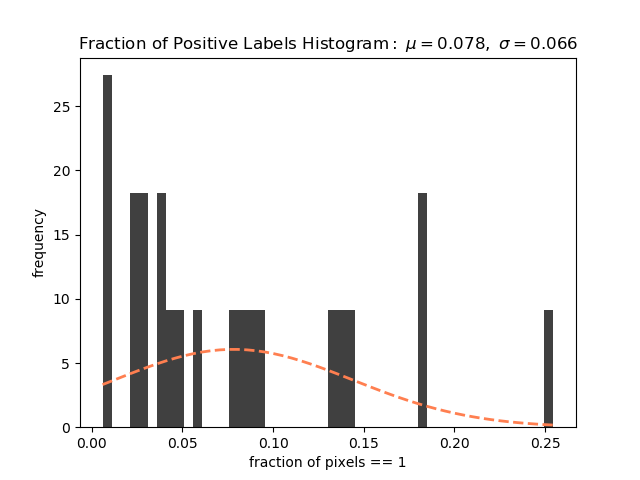 Fraction of Positive Labels Histogram: μ = 0.078, σ = 0.066
frequency
25
20
15
10
5
0
0.00 0.05 0.10 0.15 0.20 0.25
fraction of pixels == 1